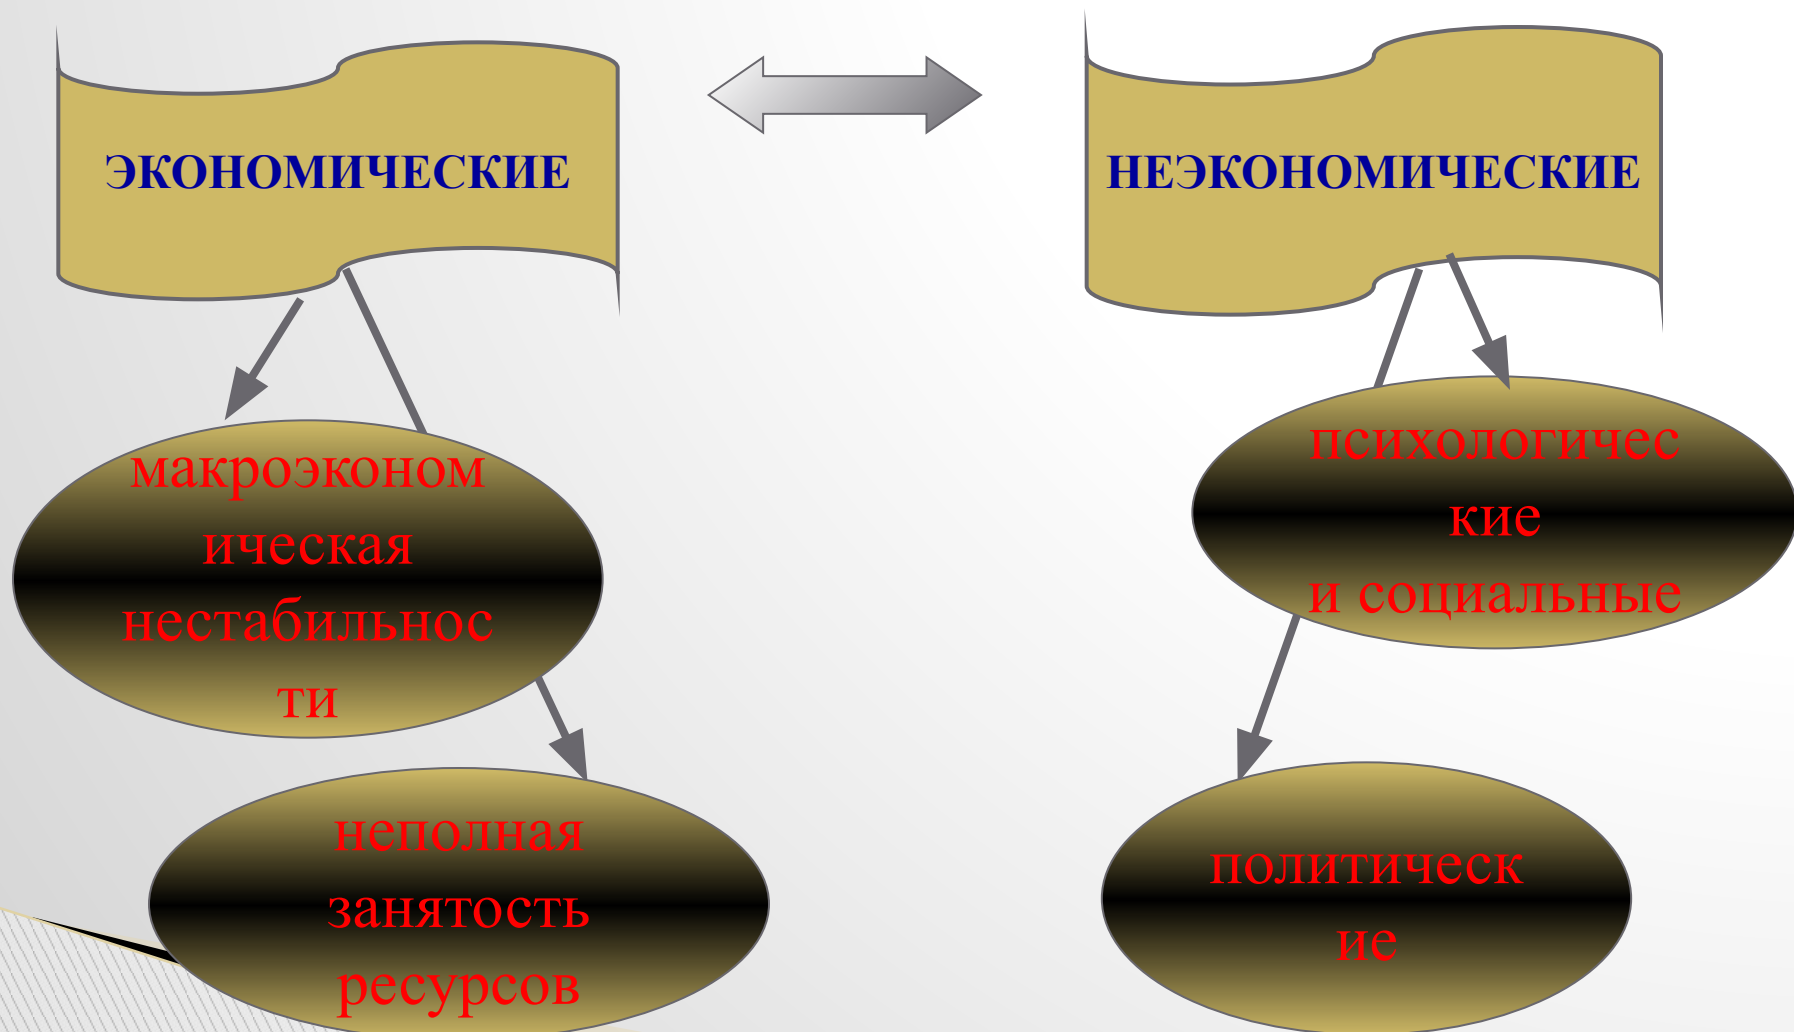 ЭКОНОМИЧЕСКИЕ
НЕЭКОНОМИЧЕСКИЕ
макроэконом
ическая
нестабильнос
ти
психологичес
кие
и социальные
неполная
занятость
ресурсов
политическ
ие